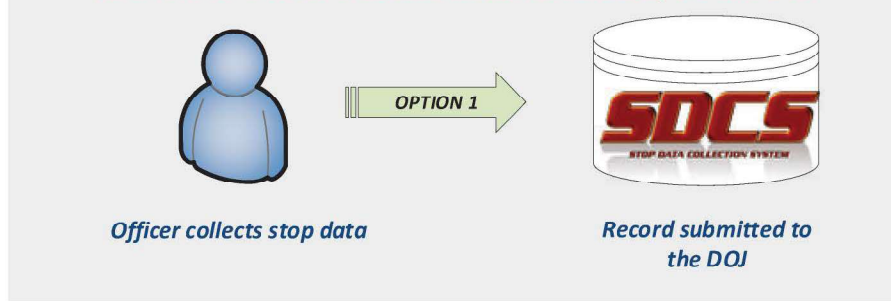 OPTION 1
SDCS
STOP DATA COLLECTION SYSTEM
Officer collects stop data
Record submitted to
the DOJ